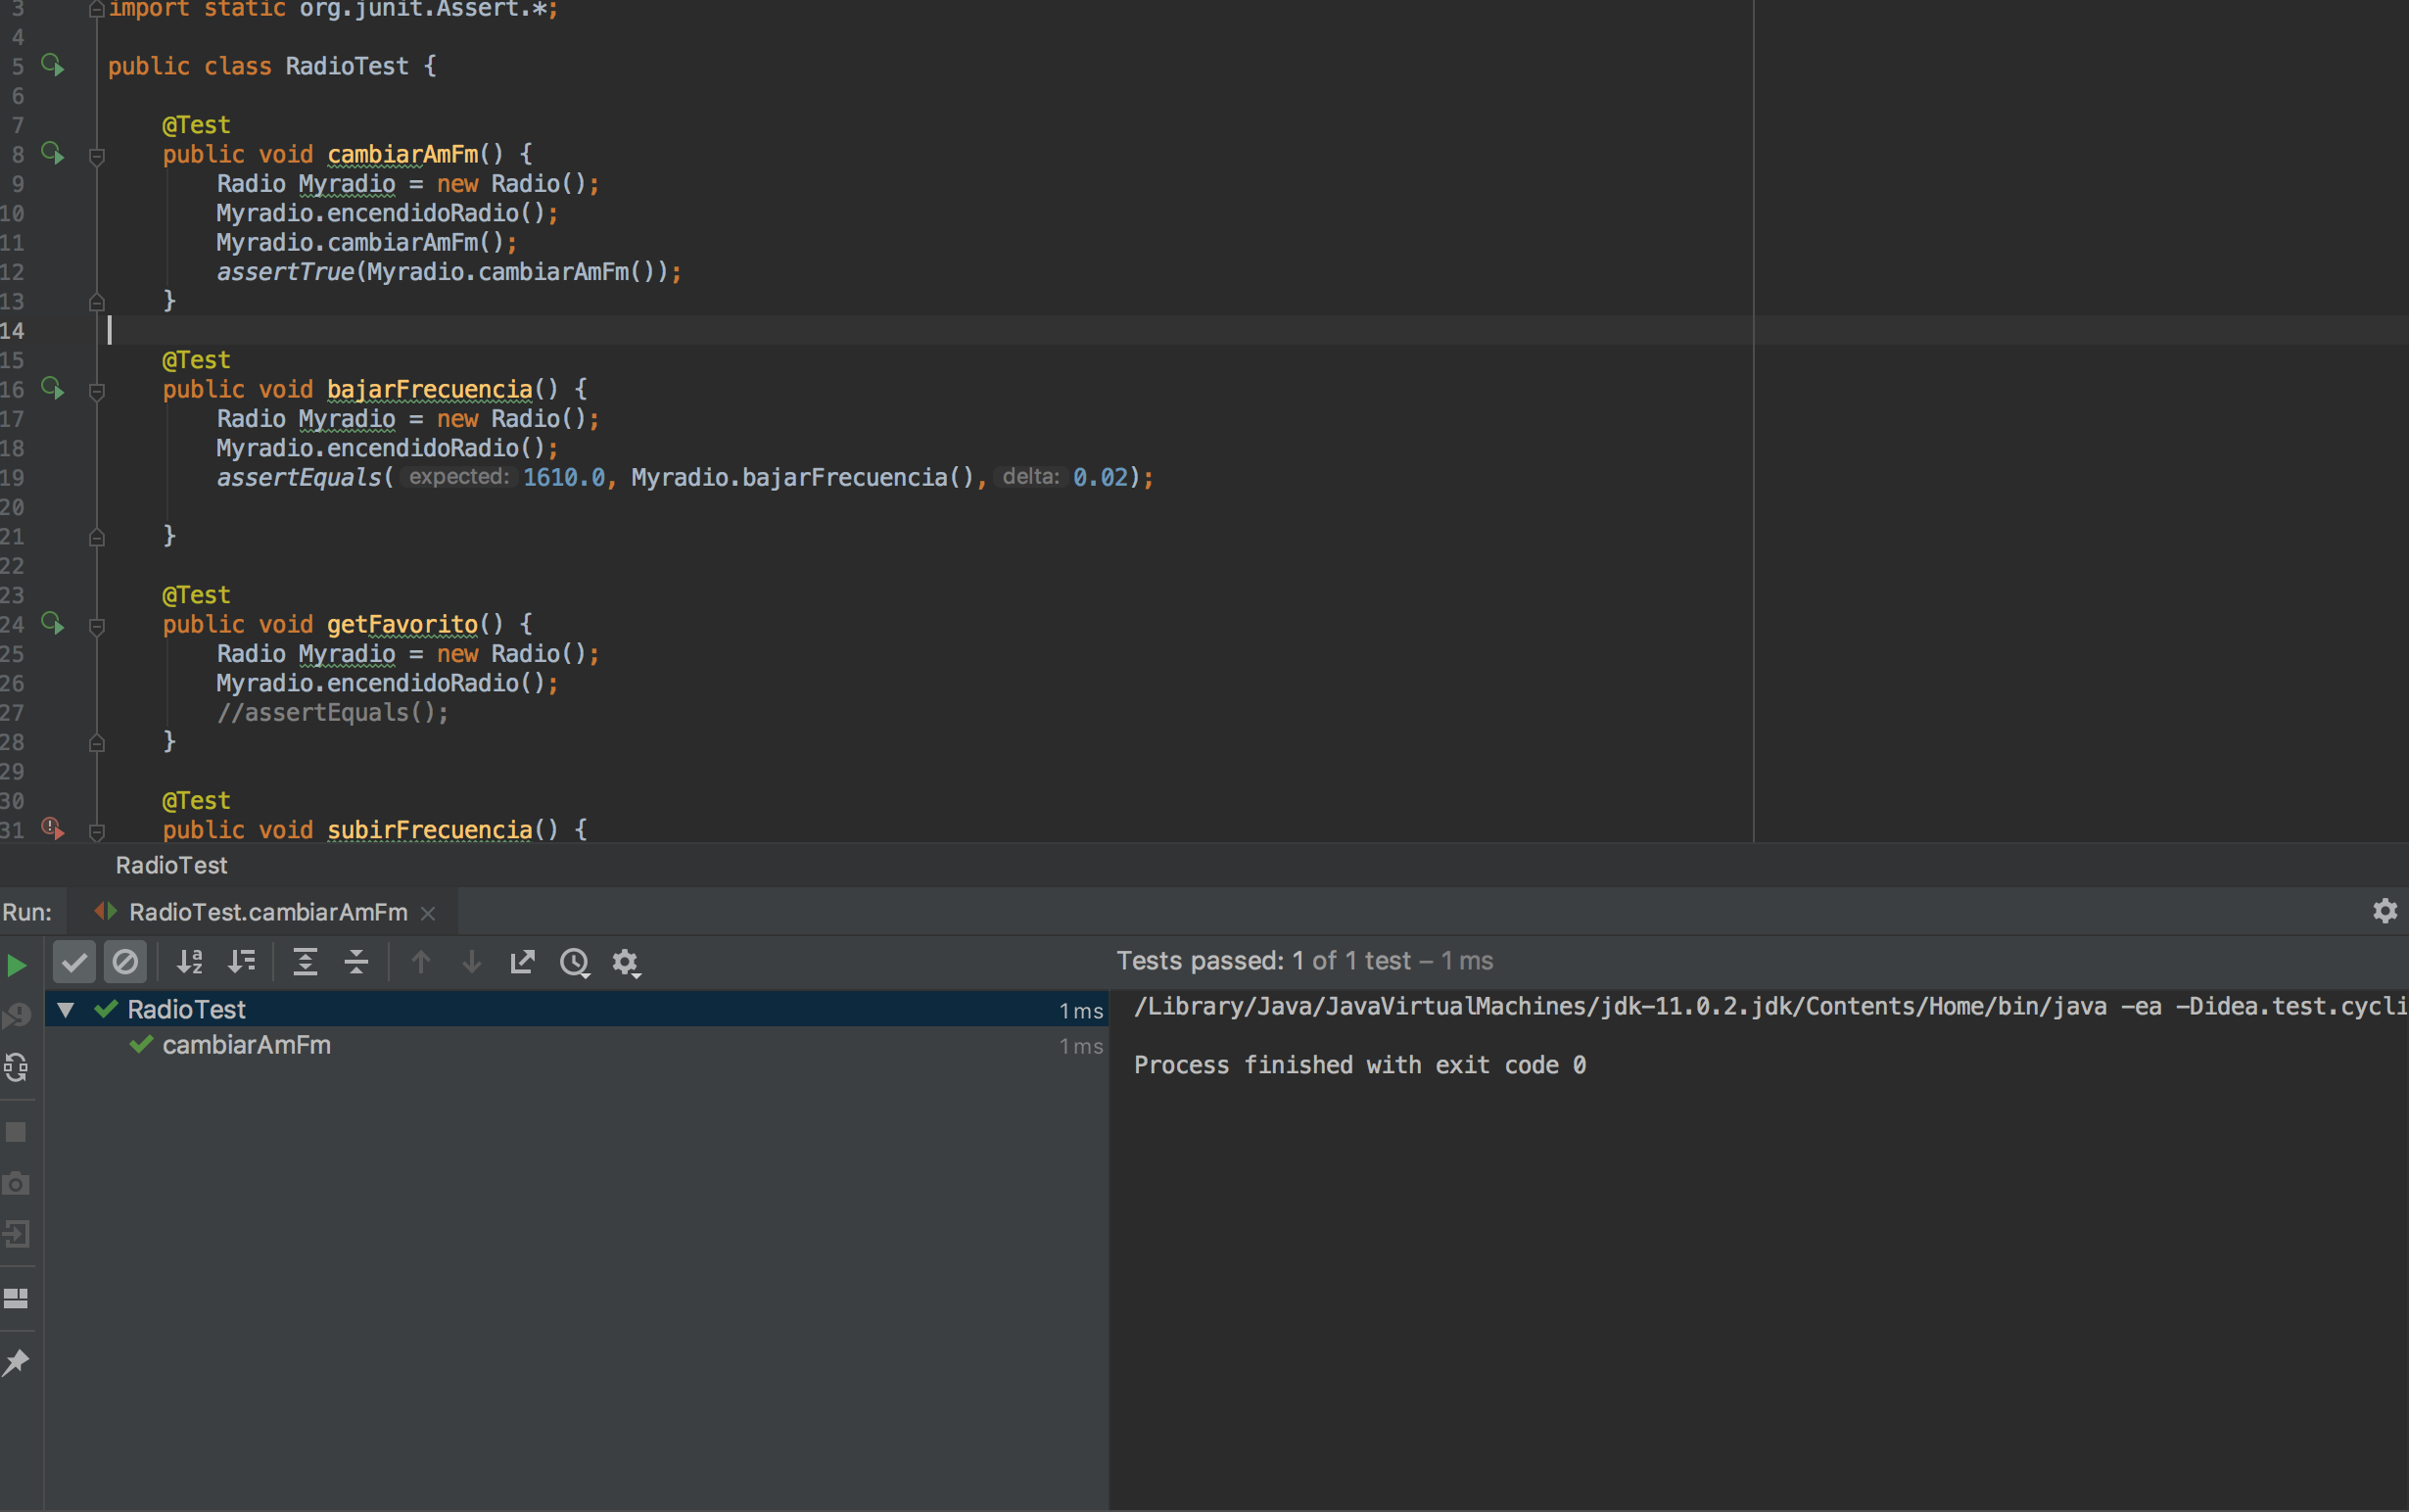 3 import static org.junit.Assert.*;
4
5 public class RadioTest {
6
7 @Test
8 public void cambiarAmFm() {
9 Radio Myradio = new Radio();
10 Myradio.encendidoRadio();
11 Myradio.cambiarAmFm();
12 assertTrue(Myradio.cambiarAmFm());
13 }
14
15 @Test
16 public void bajarFrecuencia() {
17 Radio Myradio = new Radio();
18 Myradio.encendidoRadio();
19 assertEquals( expected: 1610.0, Myradio.bajarFrecuencia(), delta: 0.02);
20
21 }
22
23 @Test
24 public void getFavorito() {
25 Radio Myradio = new Radio();
26 Myradio.encendidoRadio();
27 //assertEquals();
28 }
29
30 @Test
31 public void subirFrecuencia() {
RadioTest
Run: RadioTest.cambiarAmFm
Tests passed: 1 of 1 test – 1 ms
RadioTest 1 ms
cambiarAmFm 1 ms
/Library/Java/JavaVirtualMachines/jdk-11.0.2.jdk/Contents/Home/bin/java -ea -Didea.test.cycli
Process finished with exit code 0